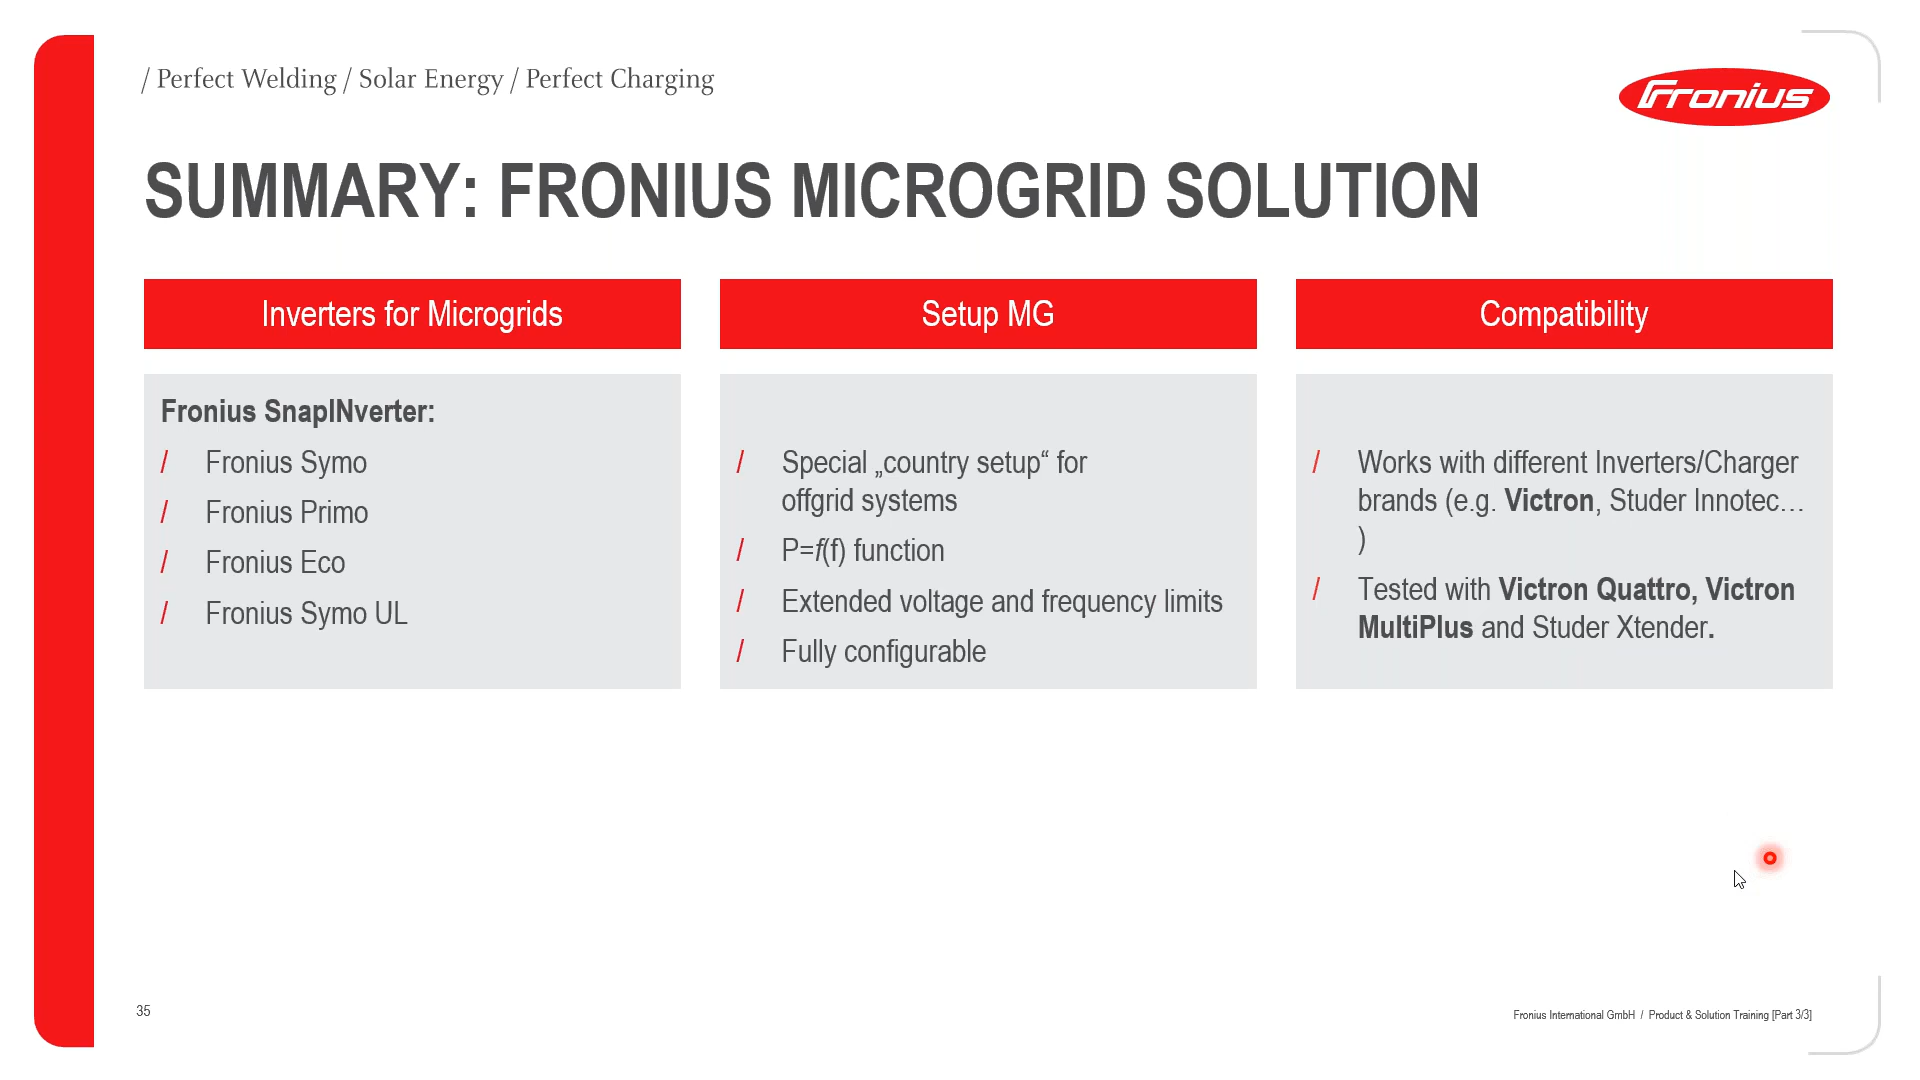 / Perfect Welding / Solar Energy / Perfect Charging
Fronius
SUMMARY: FRONIUS MICROGRID SOLUTION
Inverters for Microgrids
Fronius SnapINverter:
/ Fronius Symo
/ Fronius Primo
/ Fronius Eco
/ Fronius Symo UL
Setup MG
/ Special „country setup“ for
offgrid systems
/ P=f(f) function
/ Extended voltage and frequency limits
/ Fully configurable
Compatibility
/ Works with different Inverters/Charger
brands (e.g. Victron, Studer Innotec…
)
/ Tested with Victron Quattro, Victron
MultiPlus and Studer Xtender.
35
Fronius International GmbH / Product & Solution Training [Part 3/3]